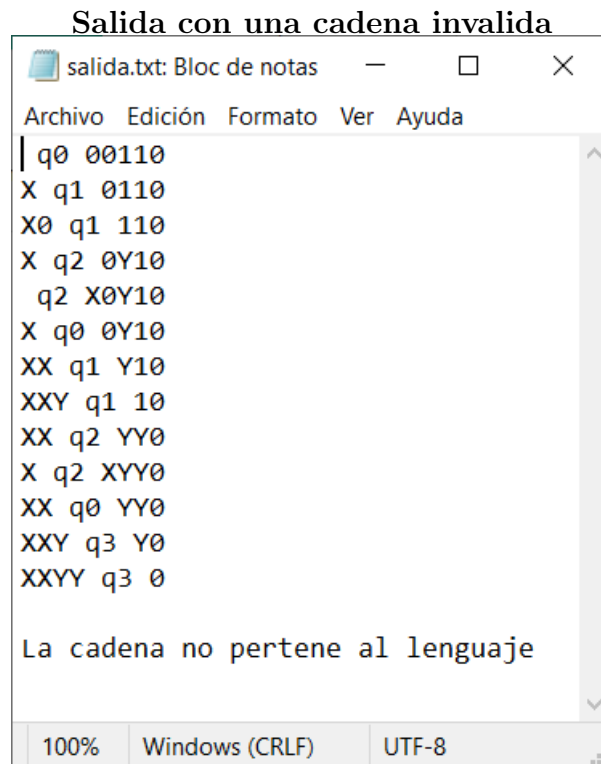 Salida con una cadena invalida
salida.txt: Bloc de notas
Archivo Edición Formato Ver Ayuda
q0 00110
X q1 0110
X0 q1 110
X q2 0Y10
q2 X0Y10
X q0 0Y10
XX q1 Y10
XXY q1 10
XX q2 YY0
X q2 XYY0
XX q0 YY0
XXY q3 Y0
XXYY q3 0
La cadena no pertene al lenguaje
100% Windows (CRLF) UTF-8